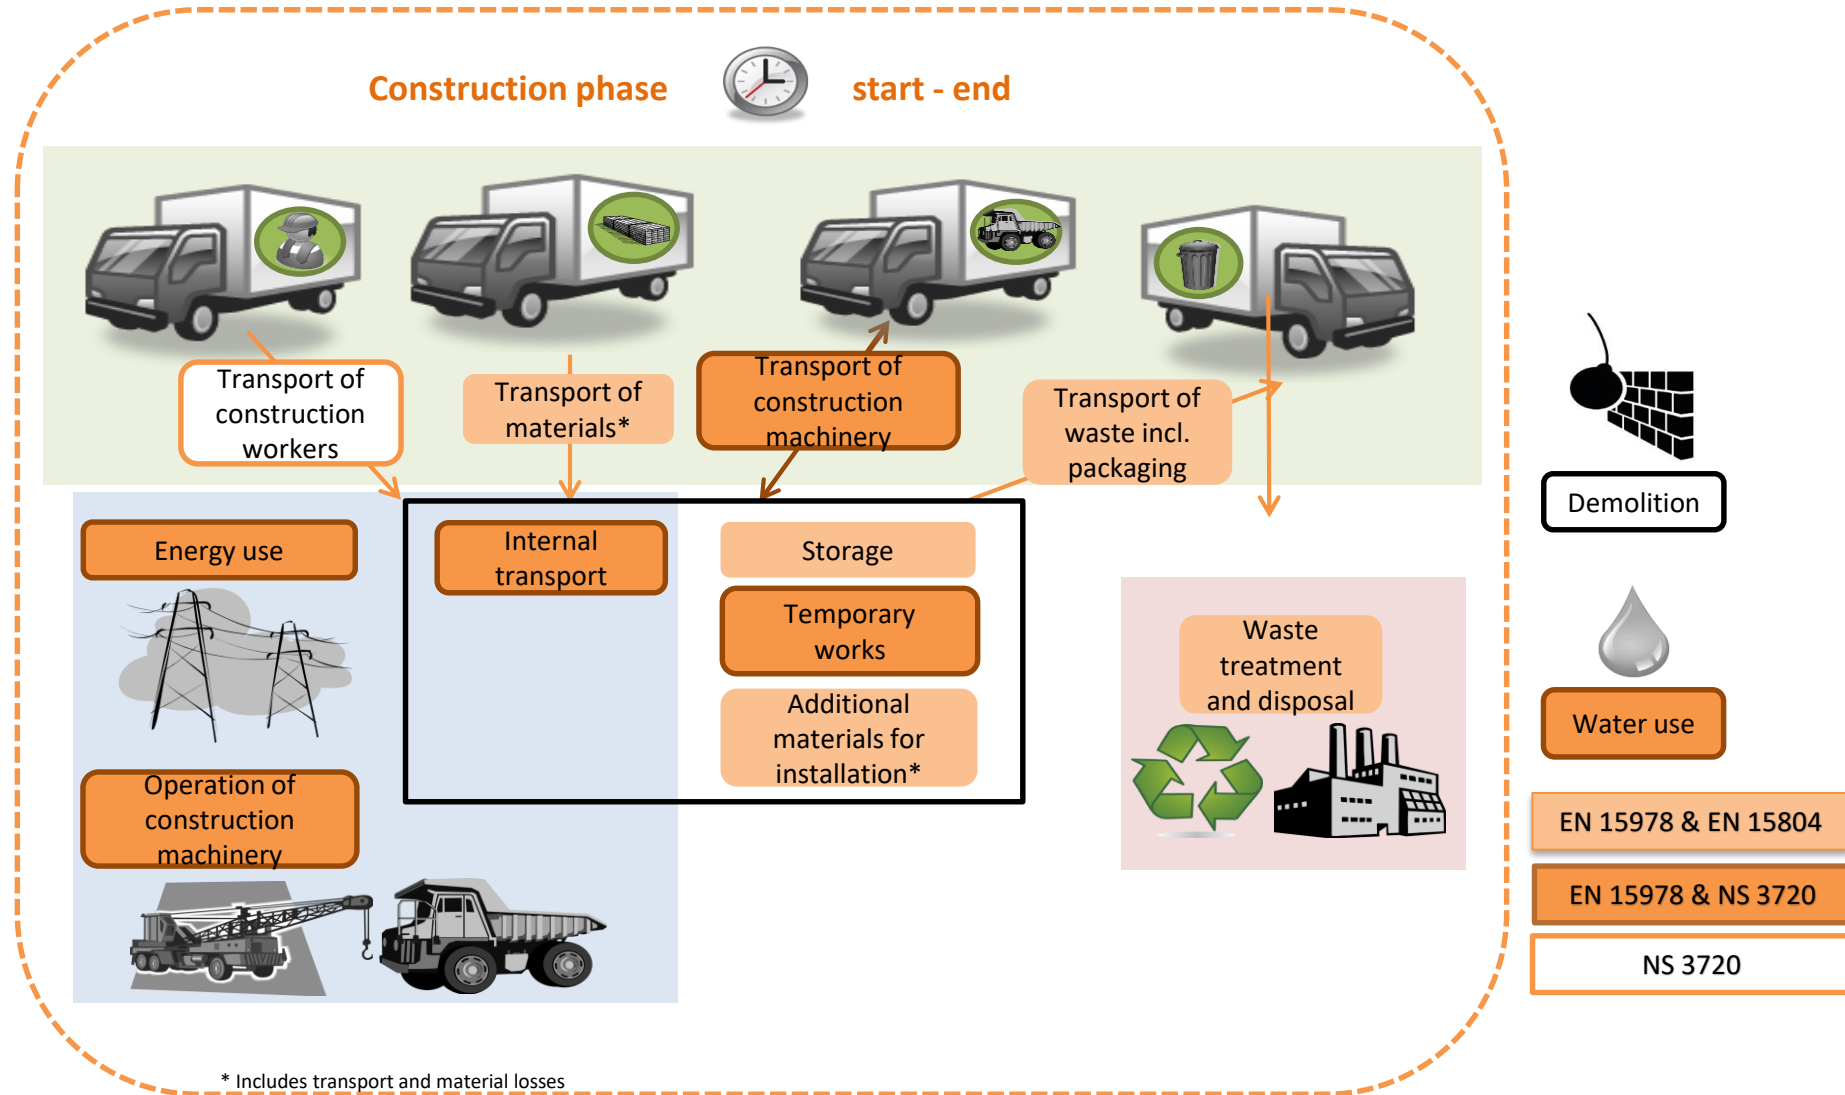 Construction phase
start - end
Transport of
construction
workers
Transport of
materials*
Transport of
construction
machinery
Transport of
waste incl.
packaging
Demolition
Energy use
Internal
transport
Storage
Temporary
works
Additional
materials for
installation*
Waste
treatment
and disposal
Water use
Operation of
construction
machinery
EN 15978 & EN 15804
EN 15978 & NS 3720
NS 3720
* Includes transport and material losses